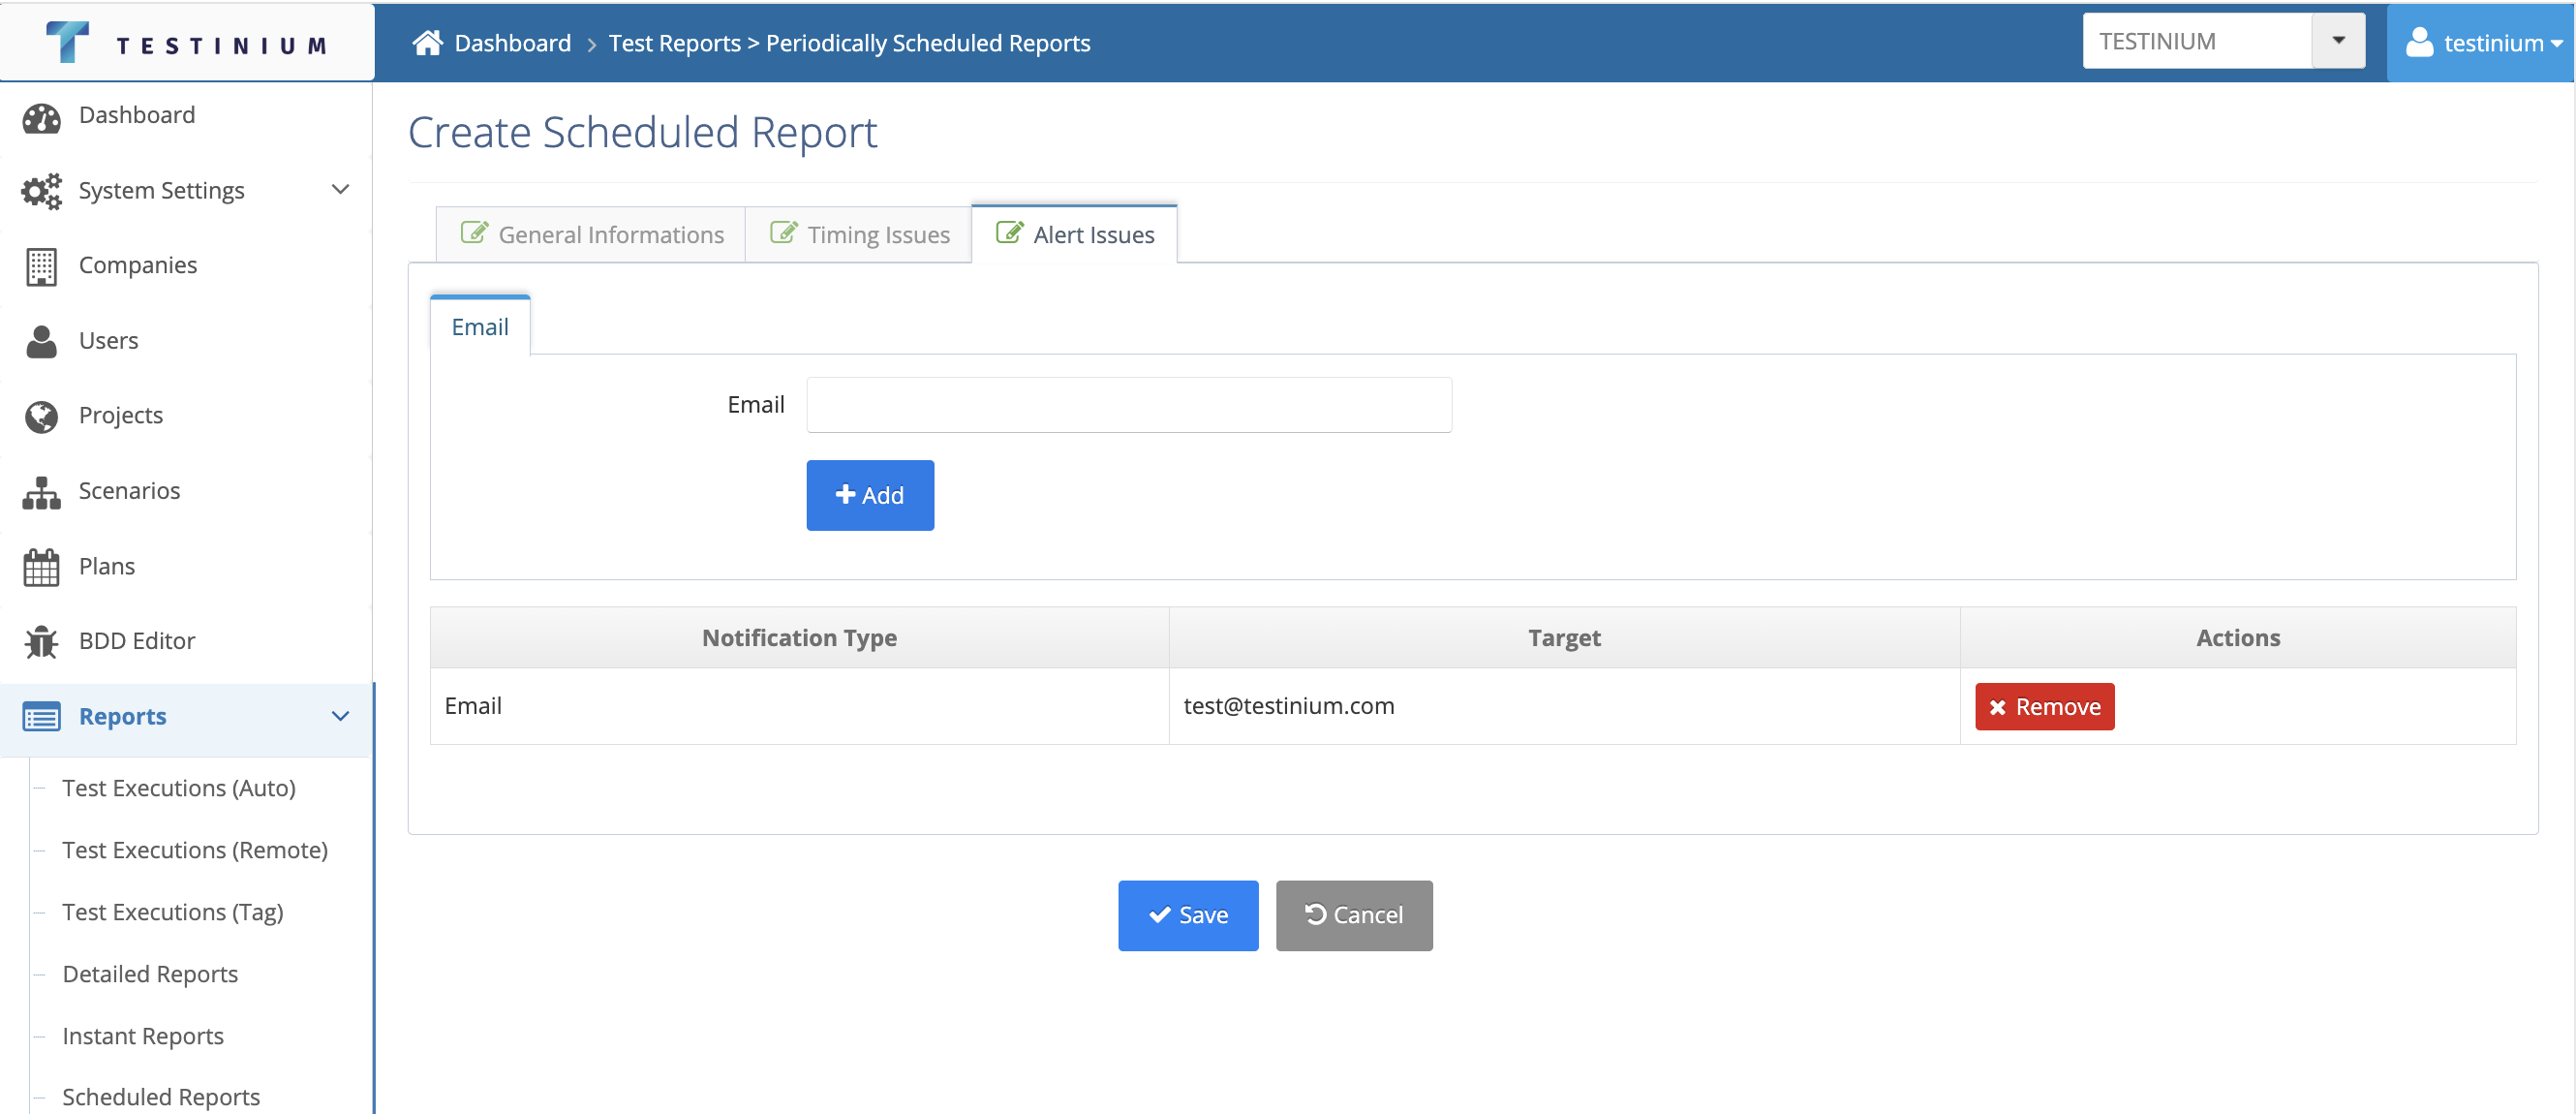 TESTINIUM
Dashboard > Test Reports > Periodically Scheduled Reports
TESTINIUM
testinium
Dashboard
System Settings
Companies
Users
Projects
Scenarios
Plans
BDD Editor
Reports
Test Executions (Auto)
Test Executions (Remote)
Test Executions (Tag)
Detailed Reports
Instant Reports
Scheduled Reports
Create Scheduled Report
General Informations
Timing Issues
Alert Issues
Email
Email
Add
Notification Type Target Actions
Email test@testinium.com Remove
Save Cancel